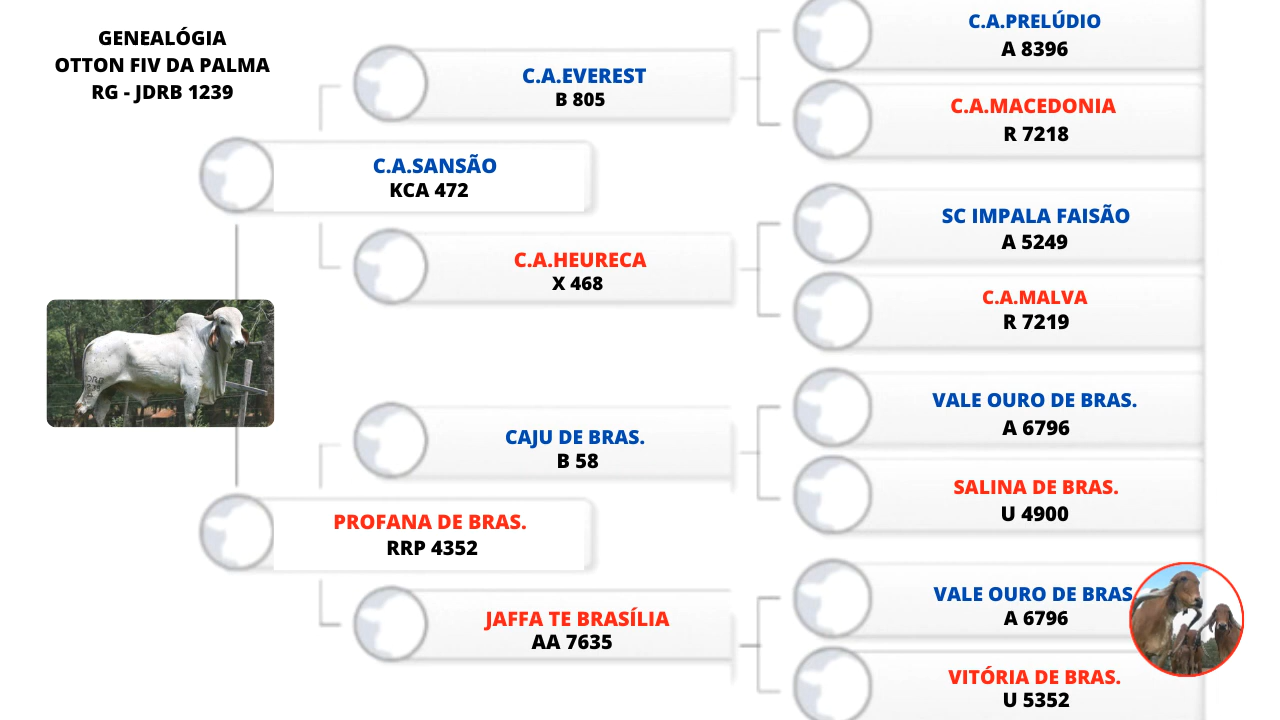 GENEALÓGIA
OTTON FIV DA PALMA
RG - JDRB 1239
C.A.SANSÃO
KCA 472
C.A.EVEREST
B 805
C.A.PRELÚDIO
A 8396
C.A.MACEDONIA
R 7218
C.A.HEURECA
X 468
SC IMPALA FAISÃO
A 5249
C.A.MALVA
R 7219
PROFANA DE BRAS.
RRP 4352
CAJU DE BRAS.
B 58
VALE OURO DE BRAS.
A 6796
SALINA DE BRAS.
U 4900
JAFFA TE BRASÍLIA
AA 7635
VALE OURO DE BRAS
A 6796
VITÓRIA DE BRAS.
U 5352